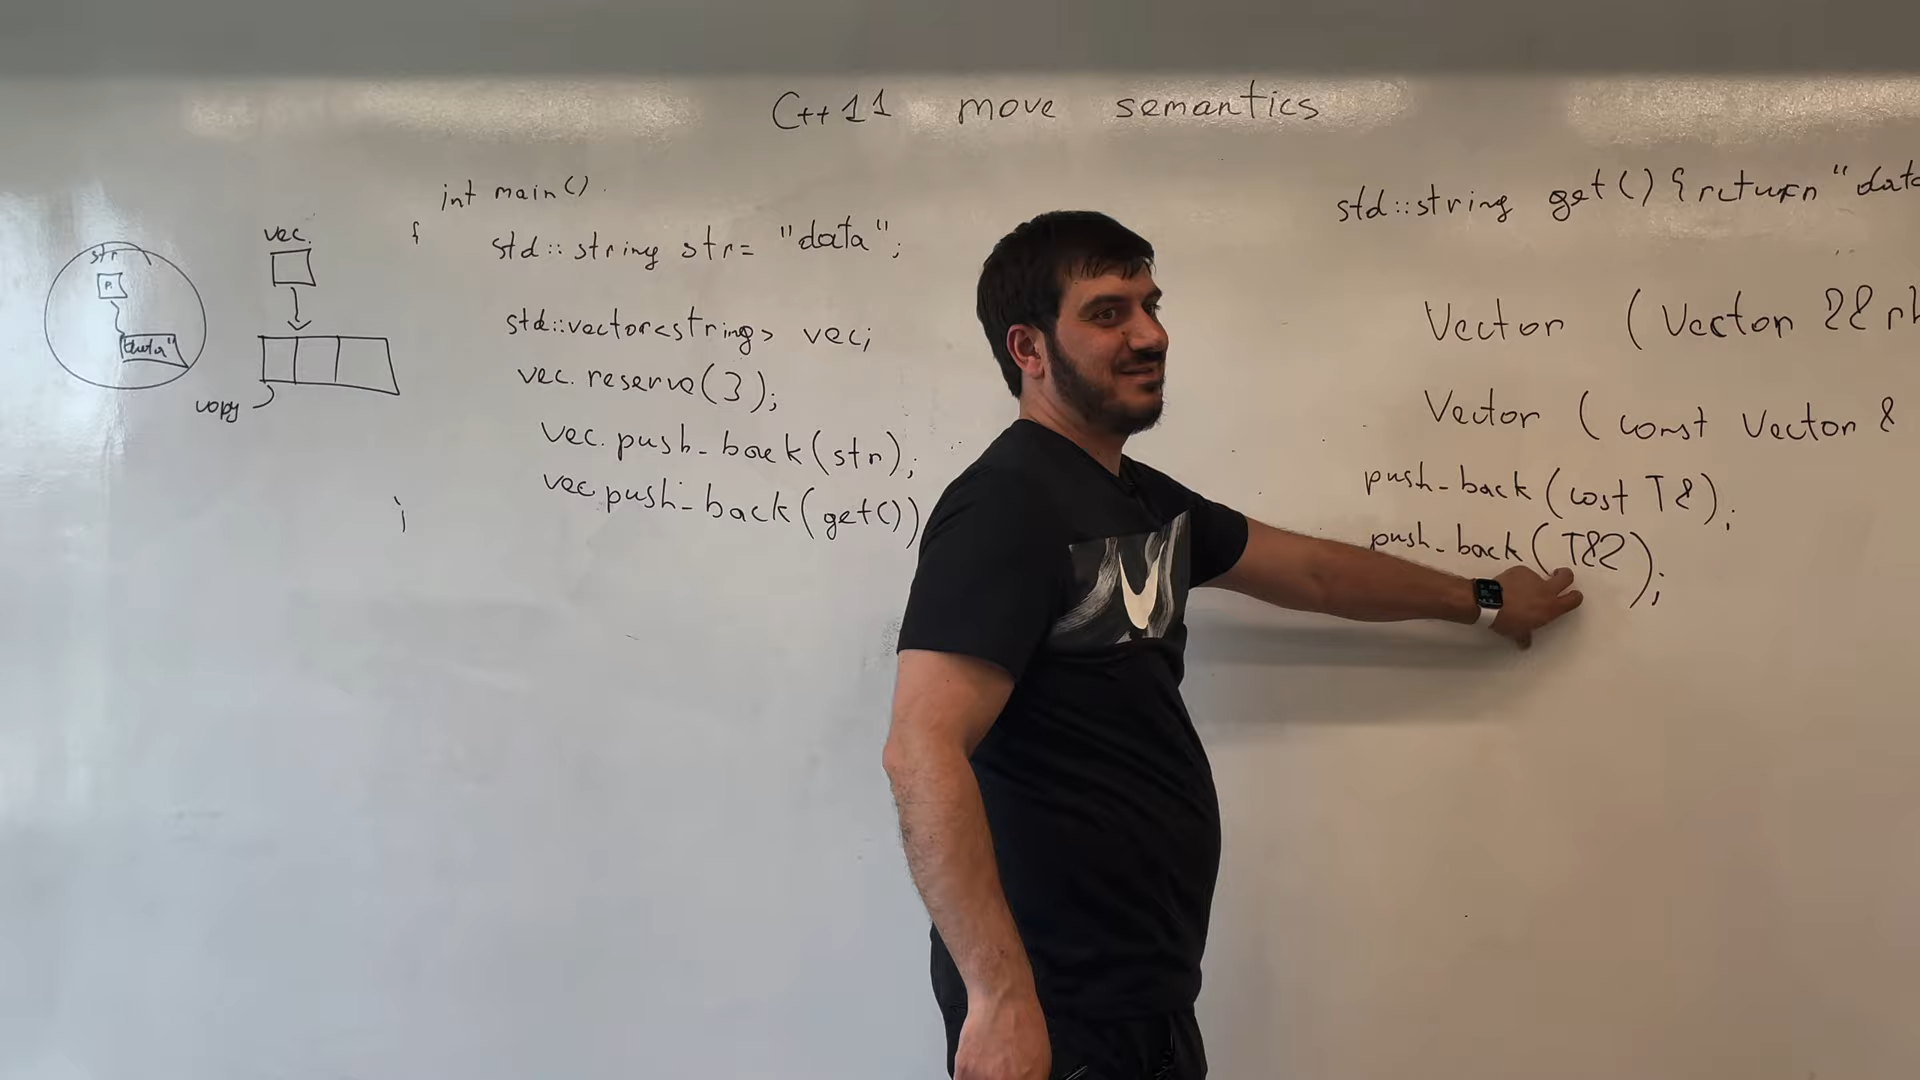 C++11 move semantics
str
P.
"data"
vec.
copy
int main()
{
std::string str= "data";
std::vector<string> vec;
vec.reserve(3);
vec.push_back(str);
vec.push_back(get())
}
std::string get() { return "data
Vector (Vector && rh
Vector (const Vector &
push_back(cost T&);
push_back(T&&);